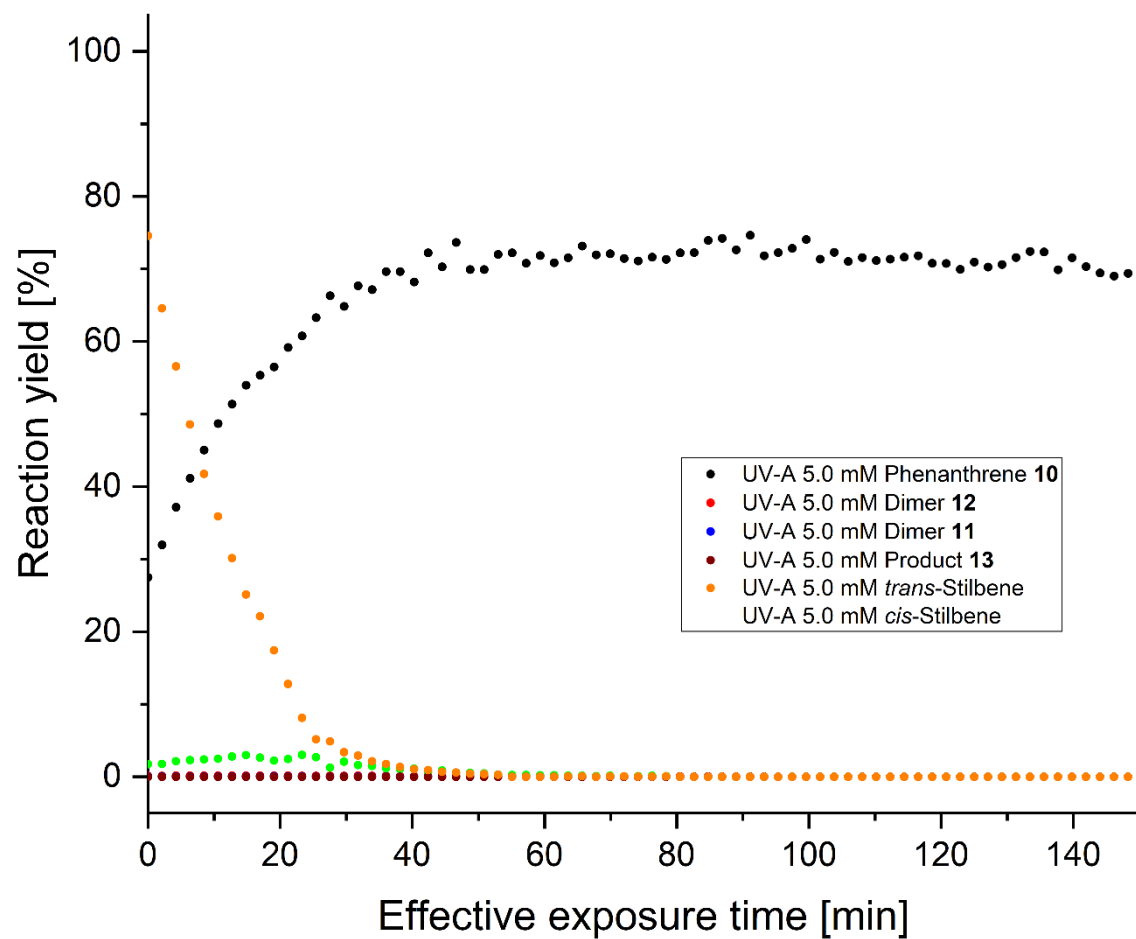 Reaction yield [%]
100
80
60
40
20
0
UV-A 5.0 mM Phenanthrene 10
UV-A 5.0 mM Dimer 12
UV-A 5.0 mM Dimer 11
UV-A 5.0 mM Product 13
UV-A 5.0 mM trans-Stilbene
UV-A 5.0 mM cis-Stilbene
0 20 40 60 80 100 120 140
Effective exposure time [min]